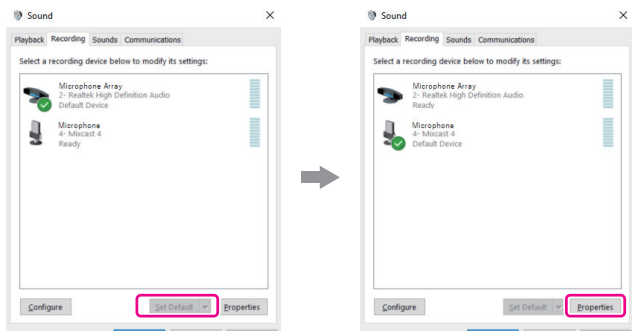 Sound
Playback Recording Sounds Communications
Select a recording device below to modify its settings:
Microphone Array
2- Realtek High Definition Audio
Default Device
Microphone
4- Mixcast 4
Ready
Configure Set Default Properties
Sound
Playback Recording Sounds Communications
Select a recording device below to modify its settings:
Microphone Array
2- Realtek High Definition Audio
Ready
Microphone
4- Mixcast 4
Default Device
Configure Set Default Properties